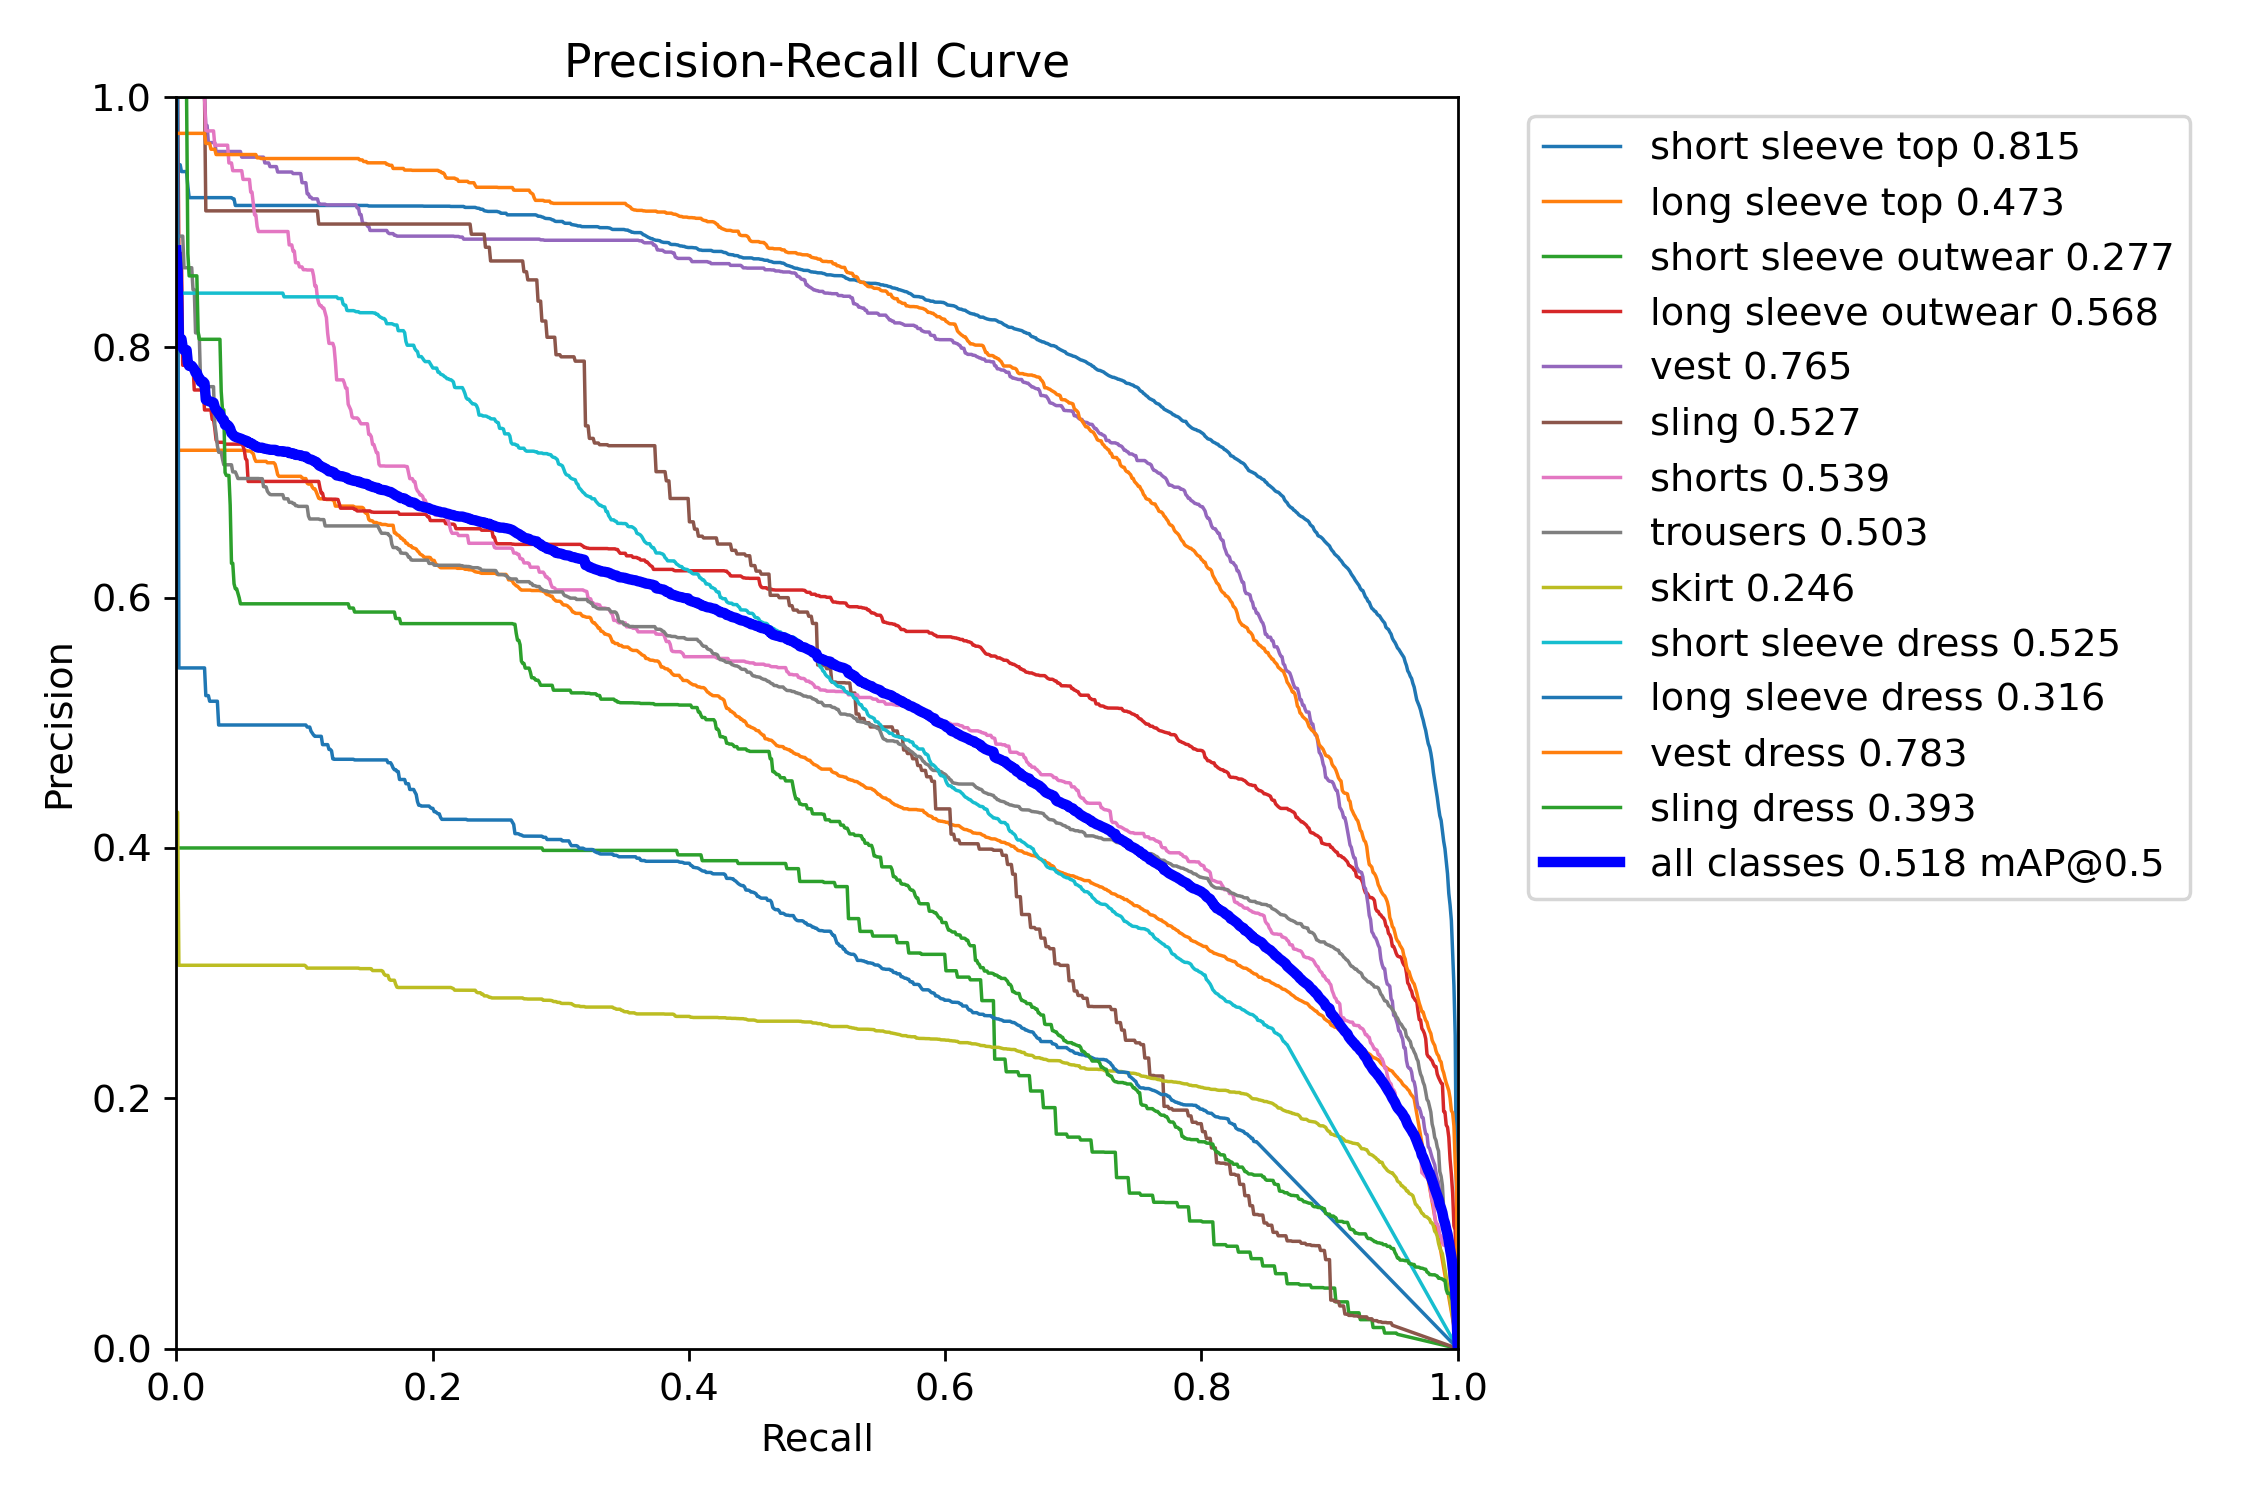 Precision-Recall Curve
1.0
0.8
0.6
0.4
0.2
0.0
Precision
0.0 0.2 0.4 0.6 0.8 1.0
Recall
short sleeve top 0.815
long sleeve top 0.473
short sleeve outwear 0.277
long sleeve outwear 0.568
vest 0.765
sling 0.527
shorts 0.539
trousers 0.503
skirt 0.246
short sleeve dress 0.525
long sleeve dress 0.316
vest dress 0.783
sling dress 0.393
all classes 0.518 mAP@0.5